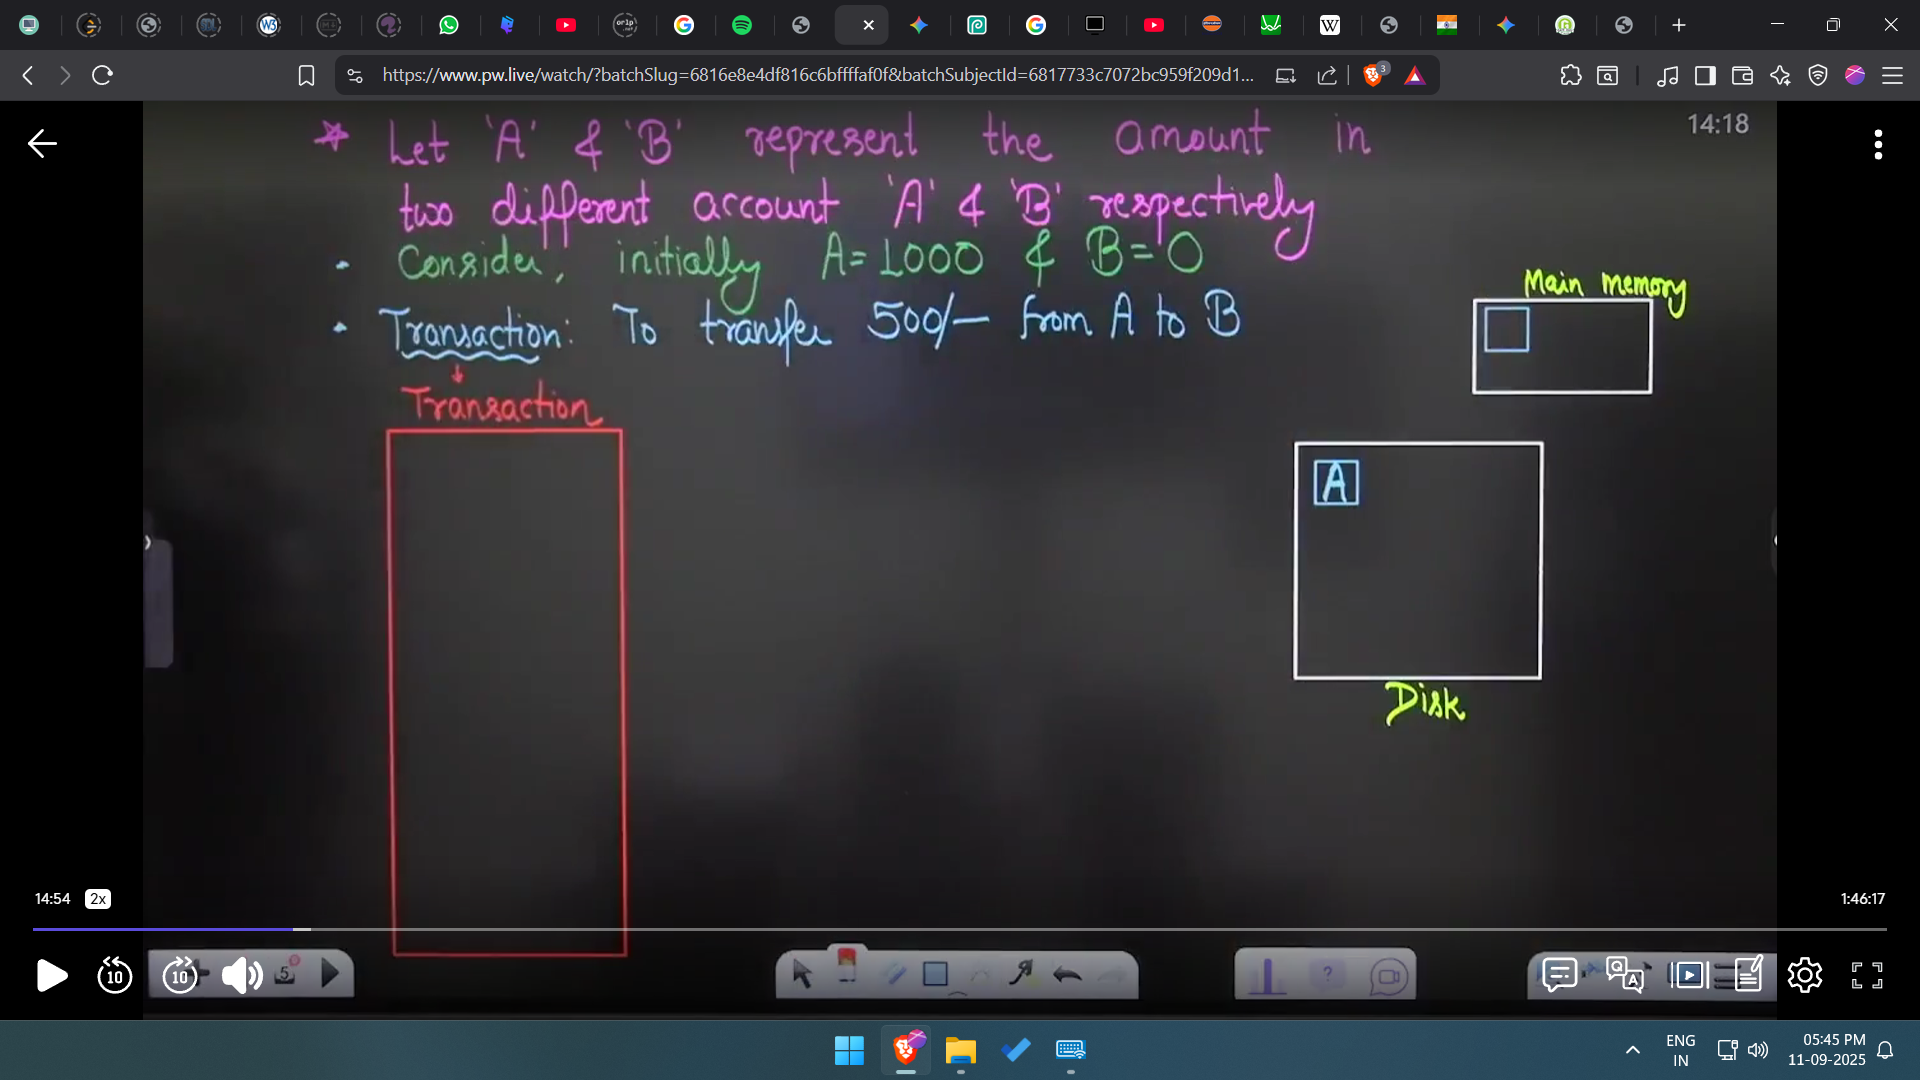 https://www.pw.live/watch/?batchSlug=6816e8e4df816c6bffffaf0f&batchSubjectId=6817733c7072bc959f209d1...
3
14:18
☆ Let 'A' & 'B' represent the amount in
two different account 'A' & 'B' respectively
• Consider, initially A=1000 & B=0
• Transaction: To transfer 500/- from A to B
Main memory
Transaction
A
Disk
14:54 2x
1:46:17
10
10
5
?
Q A
ENG
IN
05:45 PM
11-09-2025